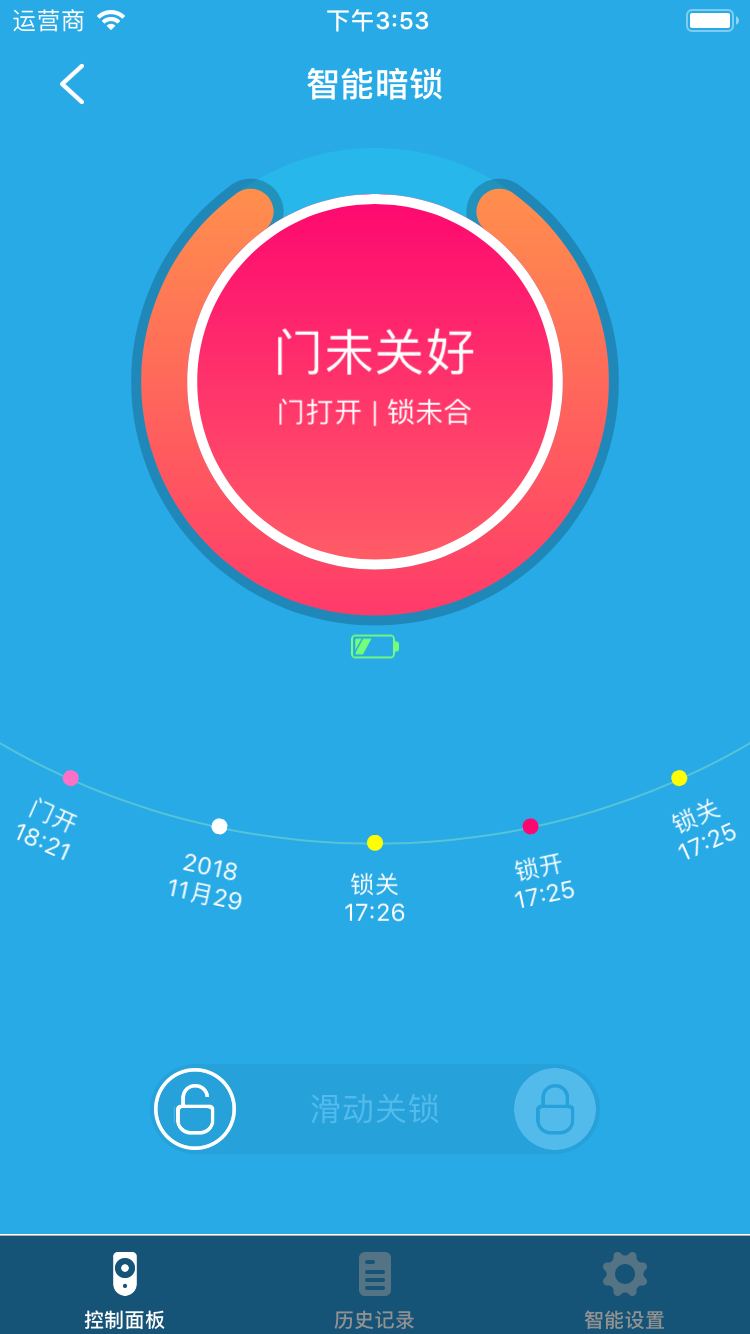 运营商 下午3:53
智能暗锁
门未关好
门打开 | 锁未合
门开
18:21
2018
11月29
锁关
17:26
锁开
17:25
锁关
17:25
滑动关锁
控制面板 历史记录 智能设置